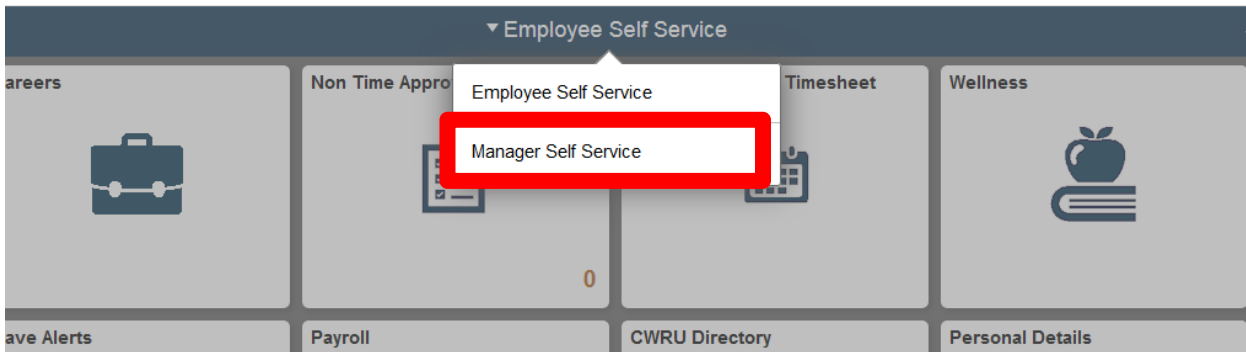 Employee Self Service
areers
Non Time Appro
Timesheet
Wellness
Employee Self Service
Manager Self Service
0
ave Alerts
Payroll
CWRU Directory
Personal Details